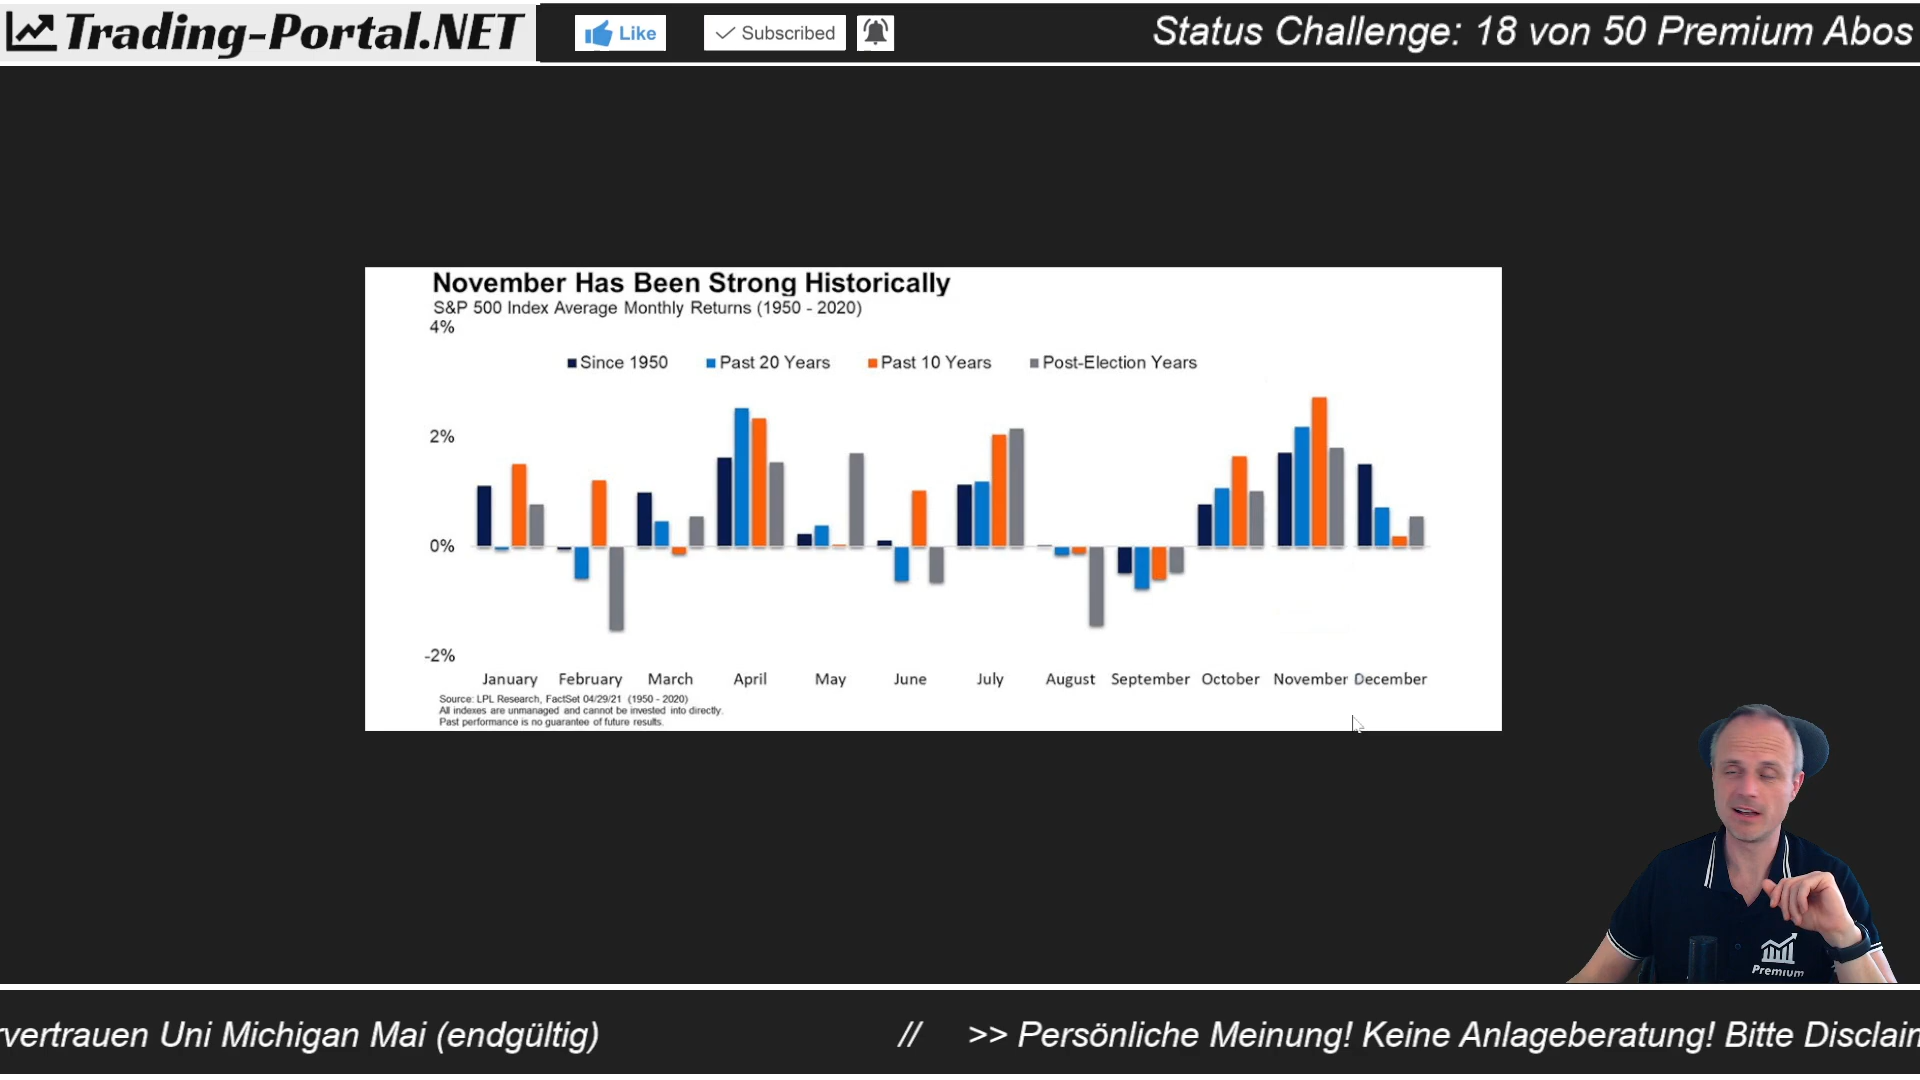 Trading-Portal.NET
Like
Subscribed
Status Challenge: 18 von 50 Premium Abos
November Has Been Strong Historically
S&P 500 Index Average Monthly Returns (1950 - 2020)
4%
Since 1950 Past 20 Years Past 10 Years Post-Election Years
2%
0%
-2%
January February March April May June July August September October November December
Source: LPL Research, FactSet 04/29/21 (1950 - 2020)
All indexes are unmanaged and cannot be invested into directly.
Past performance is no guarantee of future results.
Premium
rvertrauen Uni Michigan Mai (endgültig) // >> Persönliche Meinung! Keine Anlageberatung! Bitte Disclain